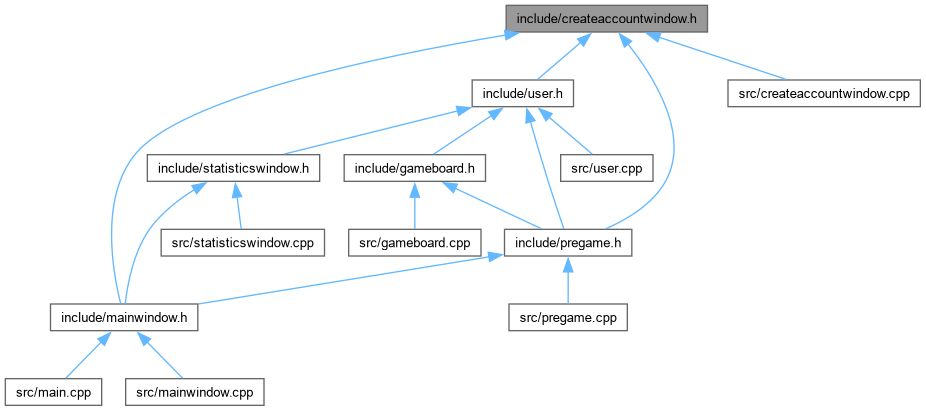 include/createaccountwindow.h
include/user.h
src/createaccountwindow.cpp
include/statisticswindow.h
include/gameboard.h
src/user.cpp
src/statisticswindow.cpp
src/gameboard.cpp
include/pregame.h
include/mainwindow.h
src/pregame.cpp
src/main.cpp
src/mainwindow.cpp